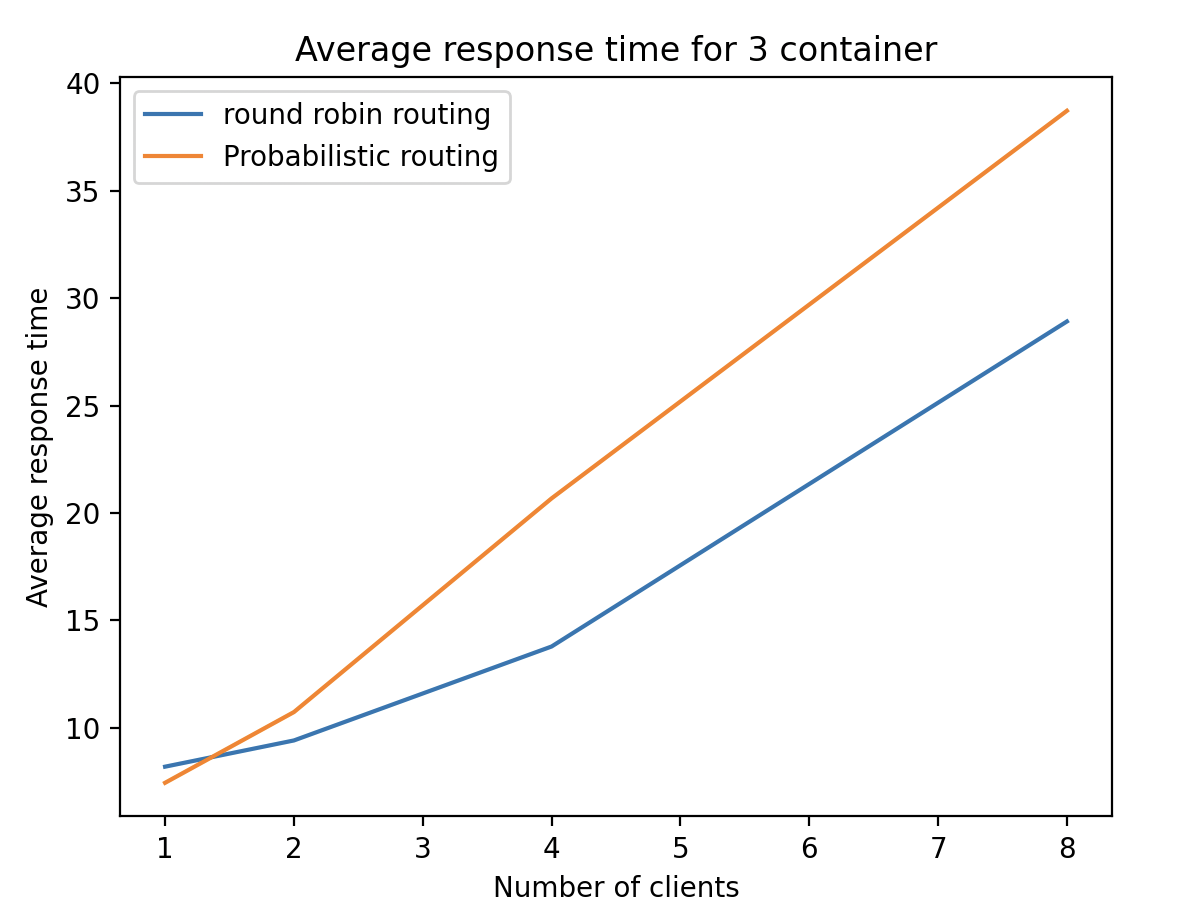 Average response time for 3 container
round robin routing
Probabilistic routing
Average response time
40
35
30
25
20
15
10
1 2 3 4 5 6 7 8
Number of clients